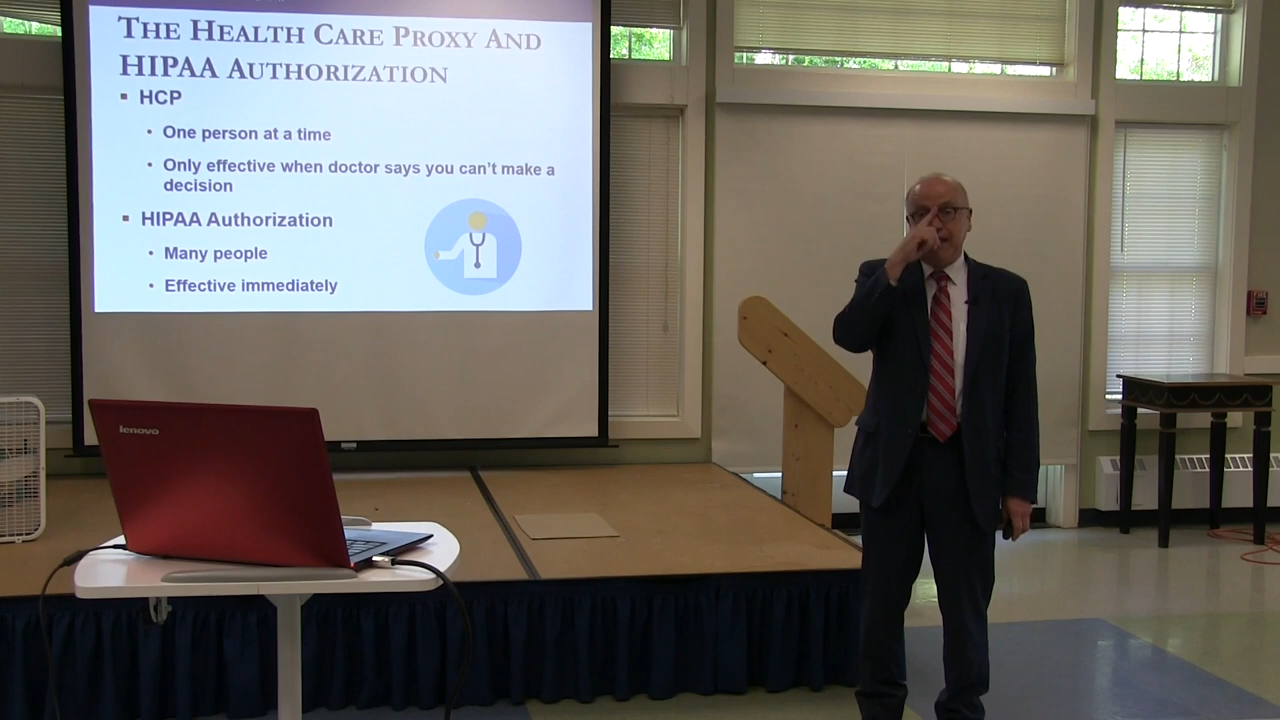 THE HEALTH CARE PROXY AND
HIPAA AUTHORIZATION
▪ HCP
• One person at a time
• Only effective when doctor says you can't make a
decision
▪ HIPAA Authorization
• Many people
• Effective immediately
lenovo